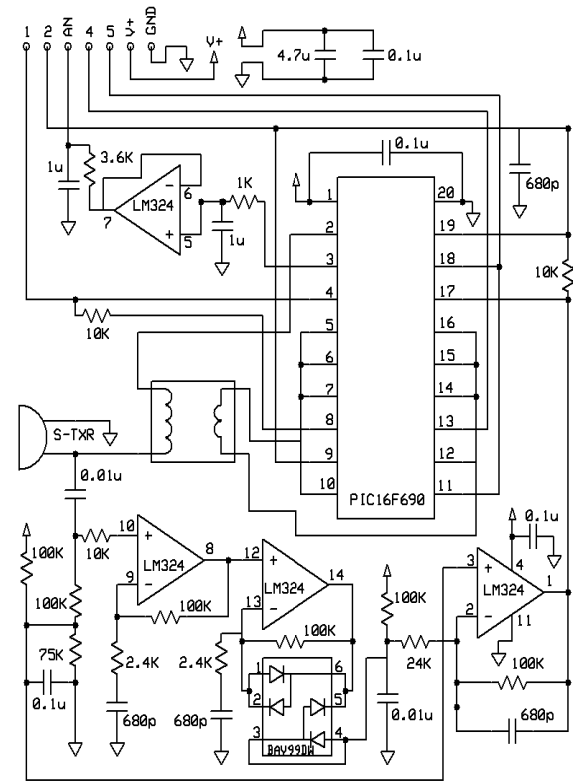 1 2 AN 4 5 V+ GND
V+
4.7u 0.1u
0.1u
1u 3.6K
LM324
6
7
5
1K
1u
680p
10K
10K
1 20
2 19
3 18
4 17
5 16
6 15
7 14
8 13
9 12
10 11
PIC16F690
S-TXR
0.01u
100K
10K
10
9
8
LM324
100K
100K
75K
0.1u
2.4K
680p
12
13
14
LM324
100K
2.4K
680p
1 6
2 5
3 4
BAV99DW
100K
24K
0.01u
0.1u
3
2
4
1
11
LM324
100K
680p